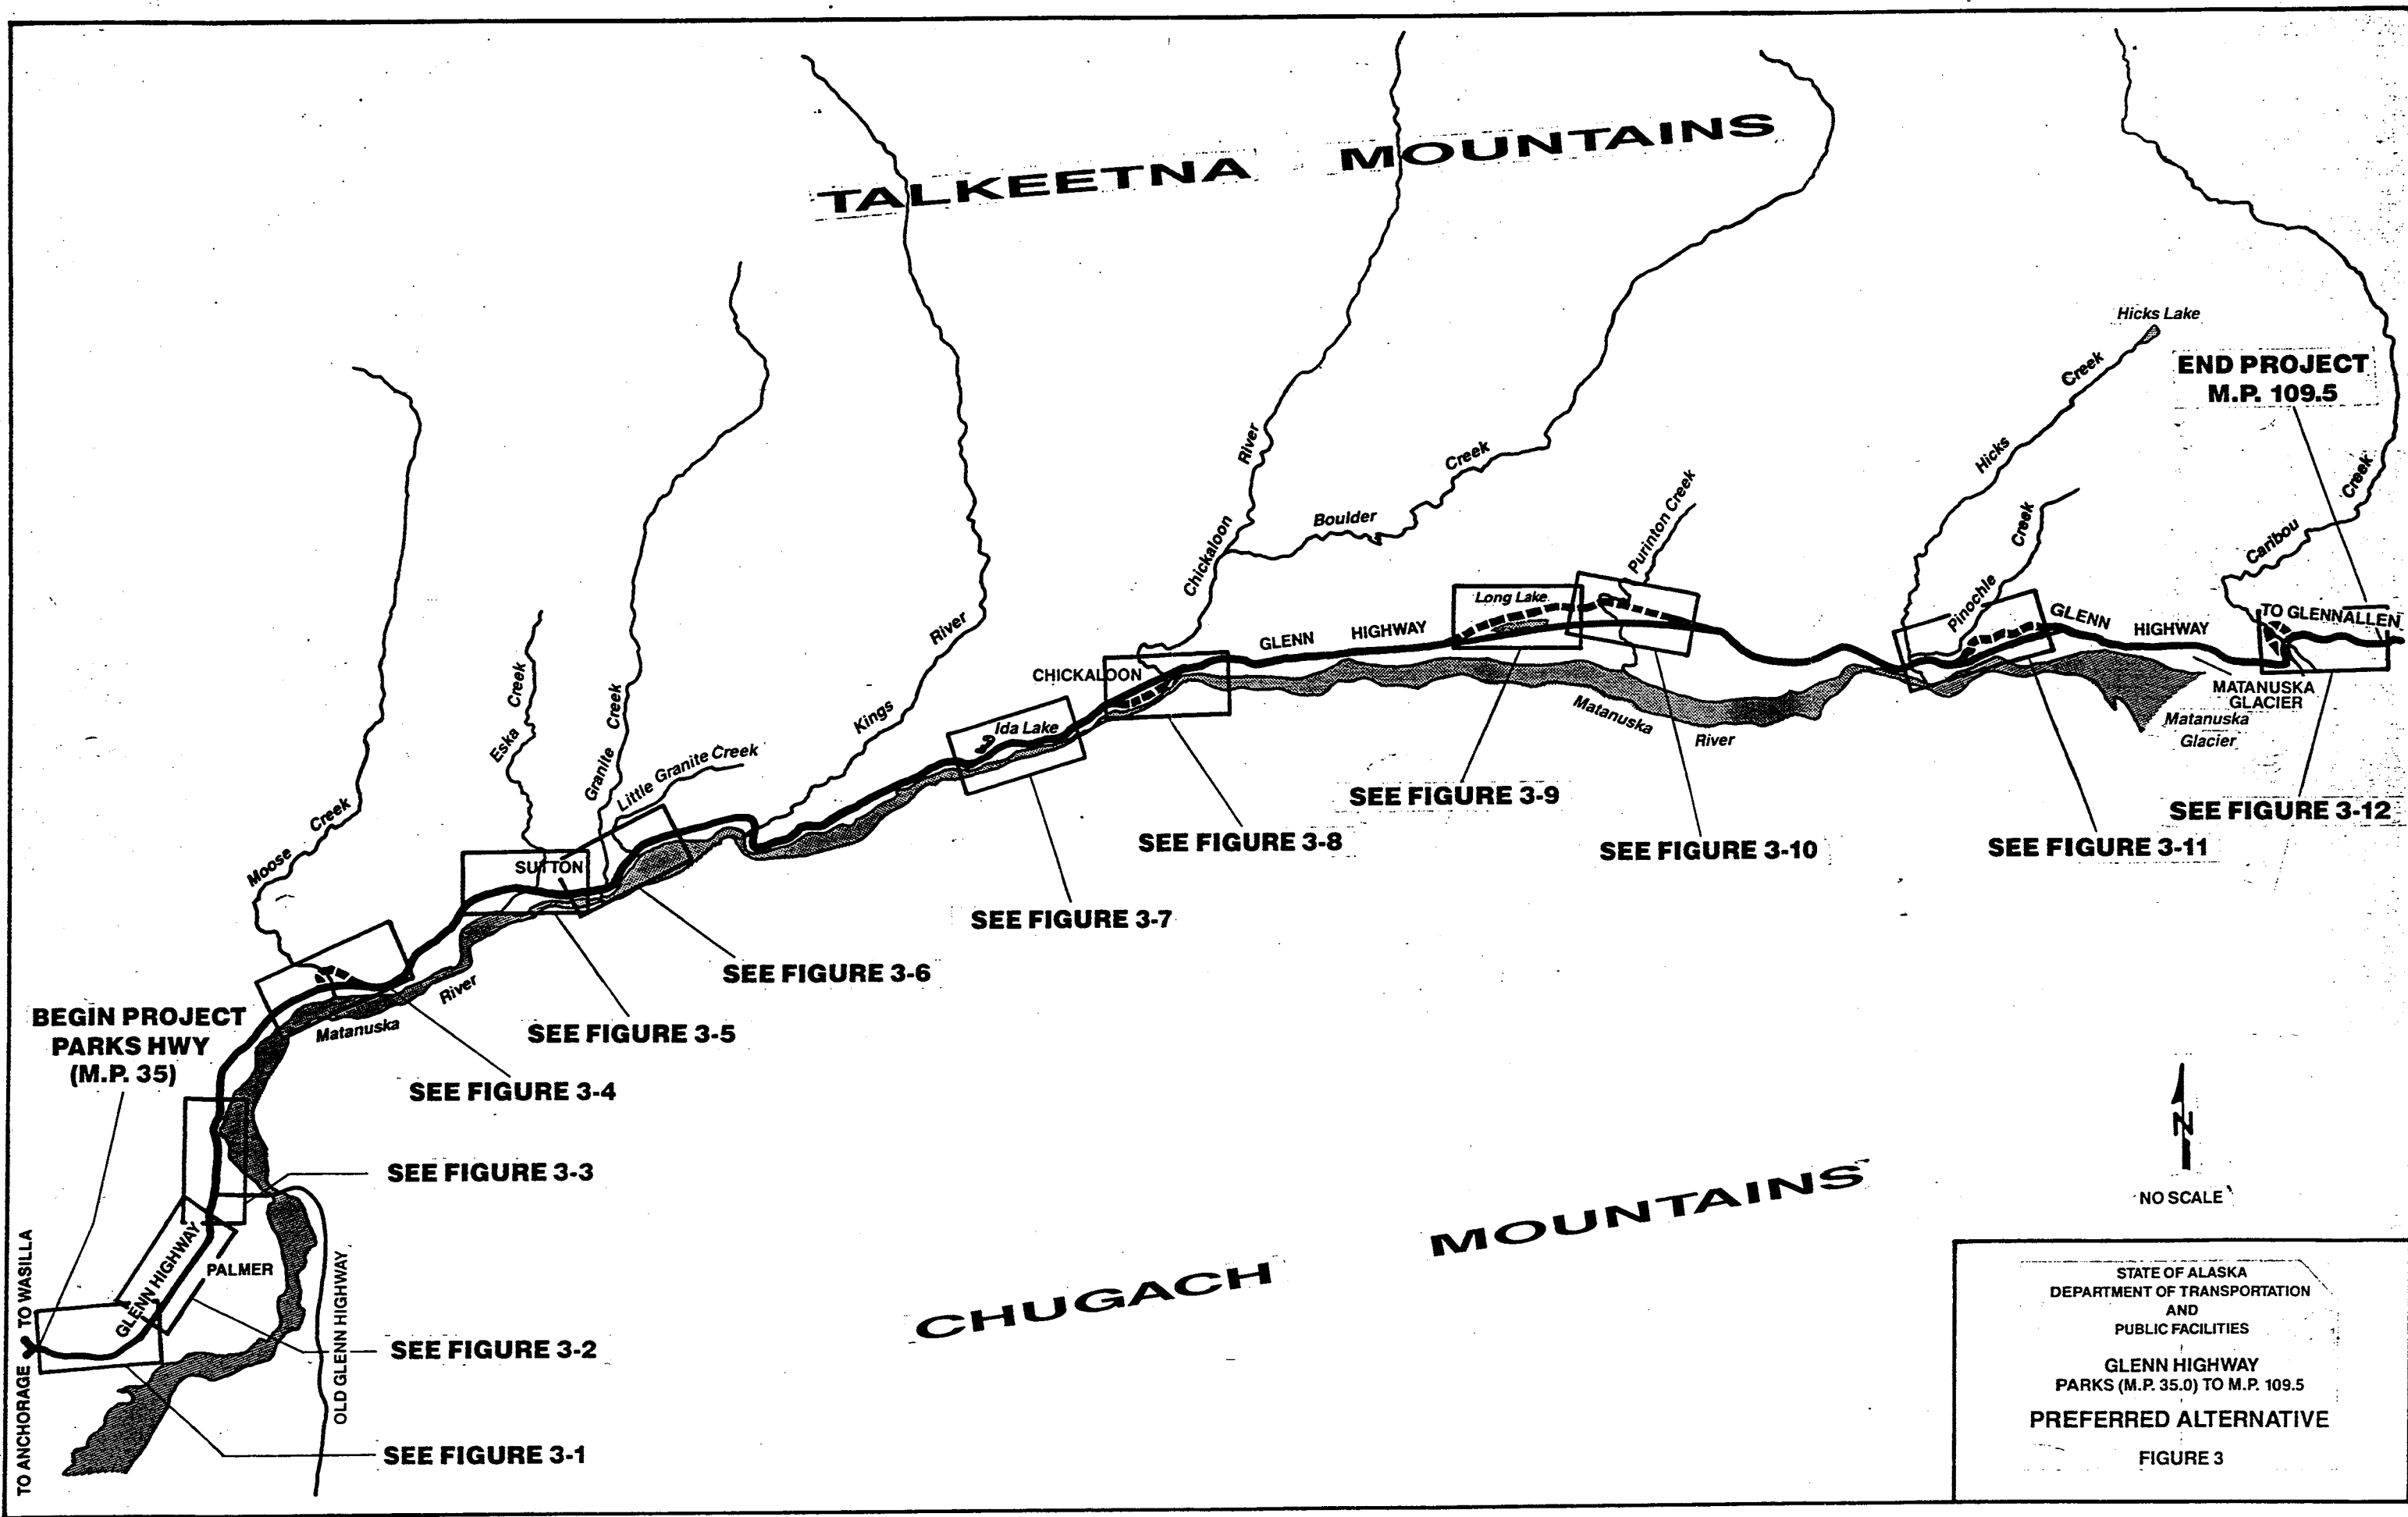 TALKEETNA MOUNTAINS
Hicks Lake
END PROJECT
M.P. 109.5
Hicks Creek
Caribou Creek
Pinochle Creek
Purinton Creek
Boulder Creek
Chickaloon River
Kings River
Long Lake
GLENN HIGHWAY
GLENN HIGHWAY
TO GLENNALLEN
CHICKALOON
Ida Lake
MATANUSKA
GLACIER
Matanuska
Glacier
Matanuska River
Eska Creek
Granite Creek
Little Granite Creek
Moose Creek
SUTTON
SEE FIGURE 3-12
SEE FIGURE 3-11
SEE FIGURE 3-10
SEE FIGURE 3-9
SEE FIGURE 3-8
SEE FIGURE 3-7
SEE FIGURE 3-6
SEE FIGURE 3-5
SEE FIGURE 3-4
Matanuska River
BEGIN PROJECT
PARKS HWY
(M.P. 35)
SEE FIGURE 3-3
GLENN HIGHWAY
PALMER
OLD GLENN HIGHWAY
TO WASILLA
TO ANCHORAGE
SEE FIGURE 3-2
SEE FIGURE 3-1
CHUGACH MOUNTAINS
N
NO SCALE
STATE OF ALASKA
DEPARTMENT OF TRANSPORTATION
AND
PUBLIC FACILITIES
GLENN HIGHWAY
PARKS (M.P. 35.0) TO M.P. 109.5
PREFERRED ALTERNATIVE
FIGURE 3